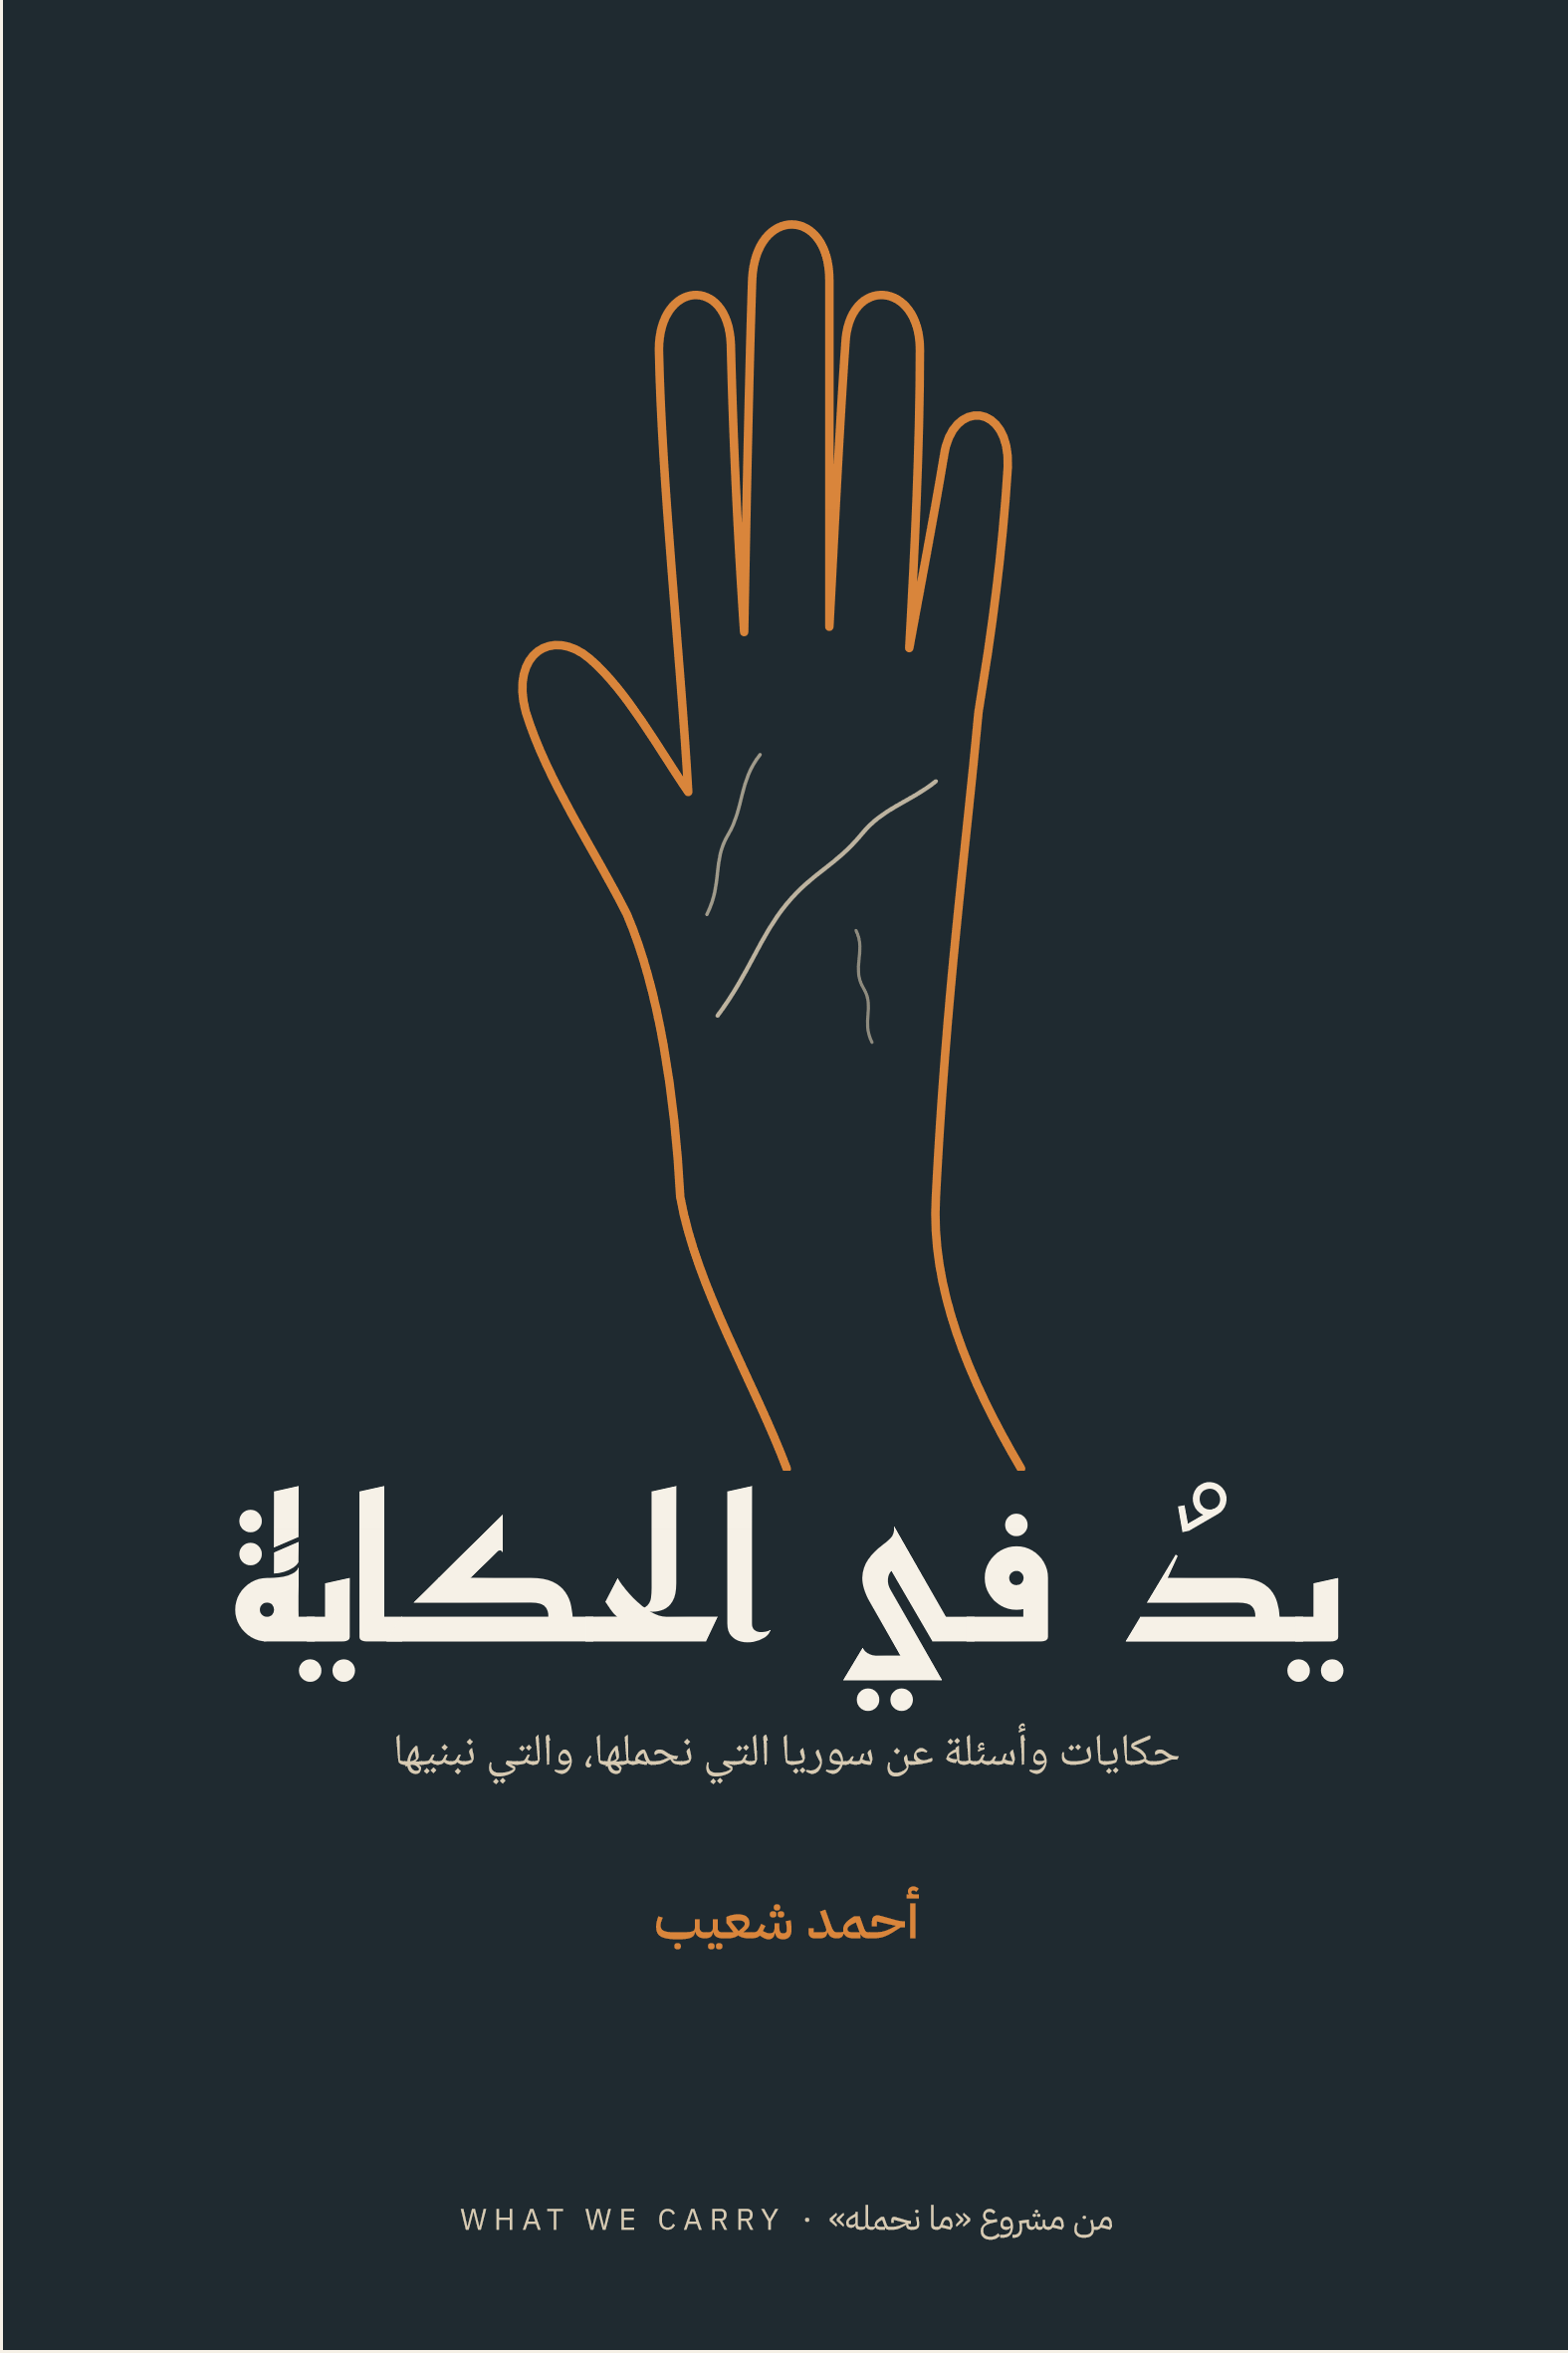 يدٌ في الحكاية
حكايات وأسئلة عن سوريا التي نحملها، والتي نبنيها
أحمد شعيب
من مشروع «ما نحمله» · WHAT WE CARRY